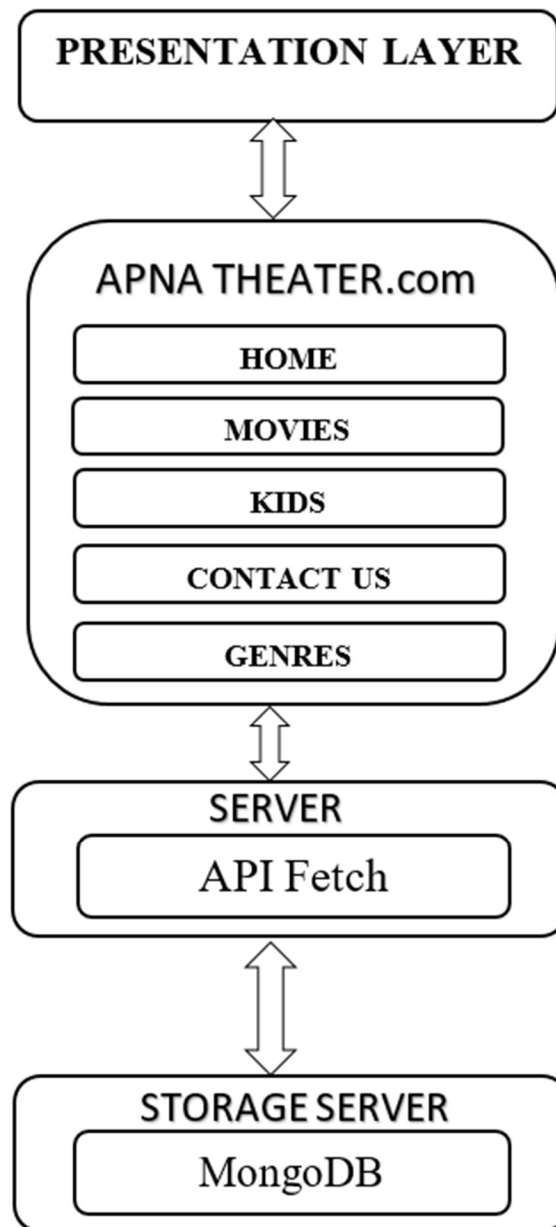 PRESENTATION LAYER
APNA THEATER.com
HOME
MOVIES
KIDS
CONTACT US
GENRES
SERVER
API Fetch
STORAGE SERVER
MongoDB